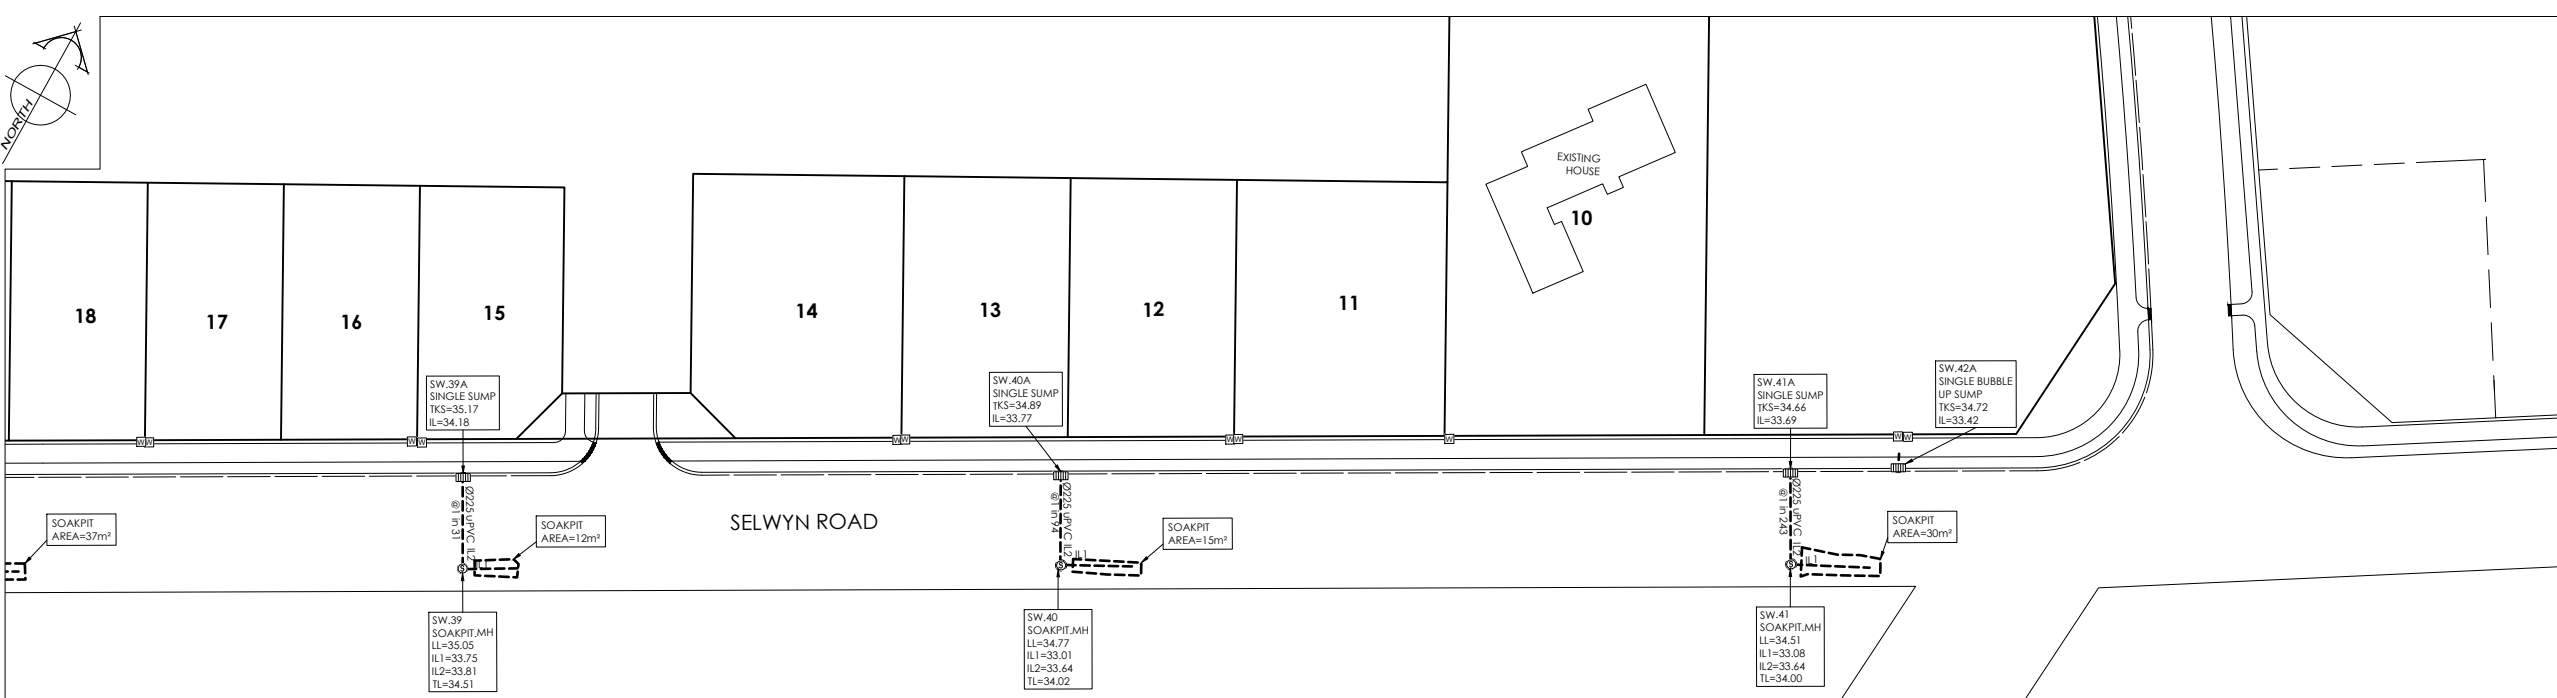 NORTH
EXISTING
HOUSE
10
18
17
16
15
14
13
12
11
SW.39A
SINGLE SUMP
TKS=35.17
IL=34.18
SW.40A
SINGLE SUMP
TKS=34.89
IL=33.77
SW.41A
SINGLE SUMP
TKS=34.66
IL=33.69
SW.42A
SINGLE BUBBLE
UP SUMP
TKS=34.72
IL=33.42
W W
W W
W W
W W
W
W W
SOAKPIT
AREA=37m²
Ø225 uPVC IL2
@1 in 31
SOAKPIT
AREA=12m²
SELWYN ROAD
Ø225 uPVC IL2
@1 in 94
IL1
SOAKPIT
AREA=15m²
Ø225 uPVC IL2
@1 in 243
IL1
SOAKPIT
AREA=30m²
S
S
S
SW.39
SOAKPIT.MH
LL=35.05
IL1=33.75
IL2=33.81
TL=34.51
SW.40
SOAKPIT.MH
LL=34.77
IL1=33.01
IL2=33.64
TL=34.02
SW.41
SOAKPIT.MH
LL=34.51
IL1=33.08
IL2=33.64
TL=34.00